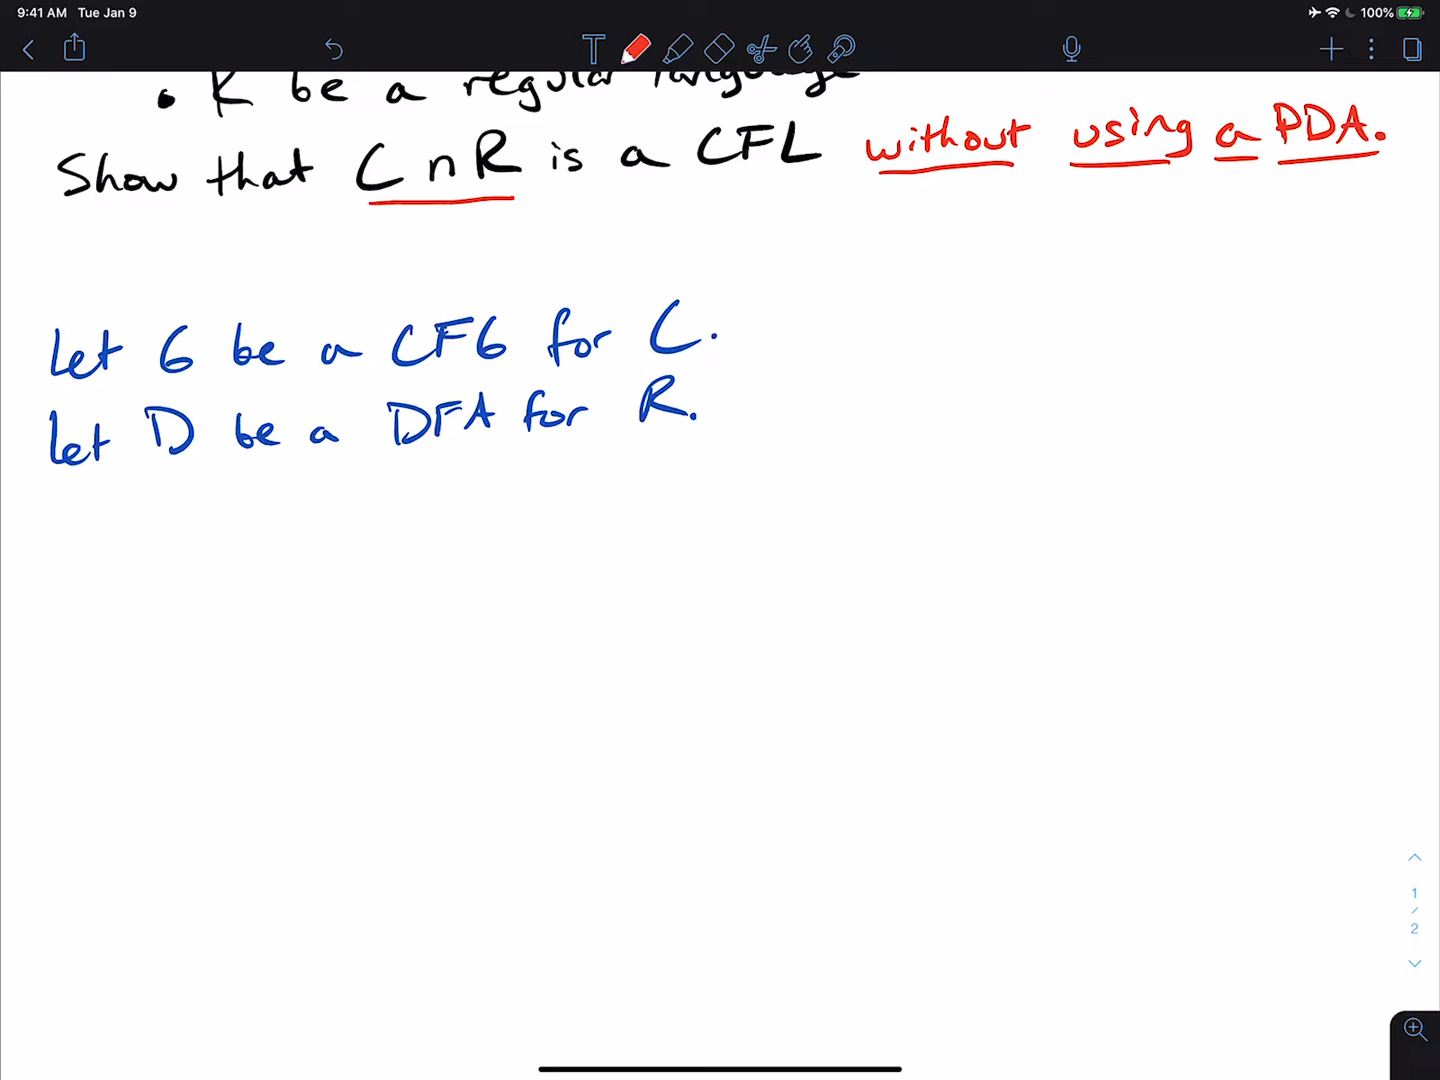 9:41 AM Tue Jan 9
100%
• R be a regular language
Show that C ∩ R is a CFL without using a PDA.
Let G be a CFG for C.
Let D be a DFA for R.
1
/
2